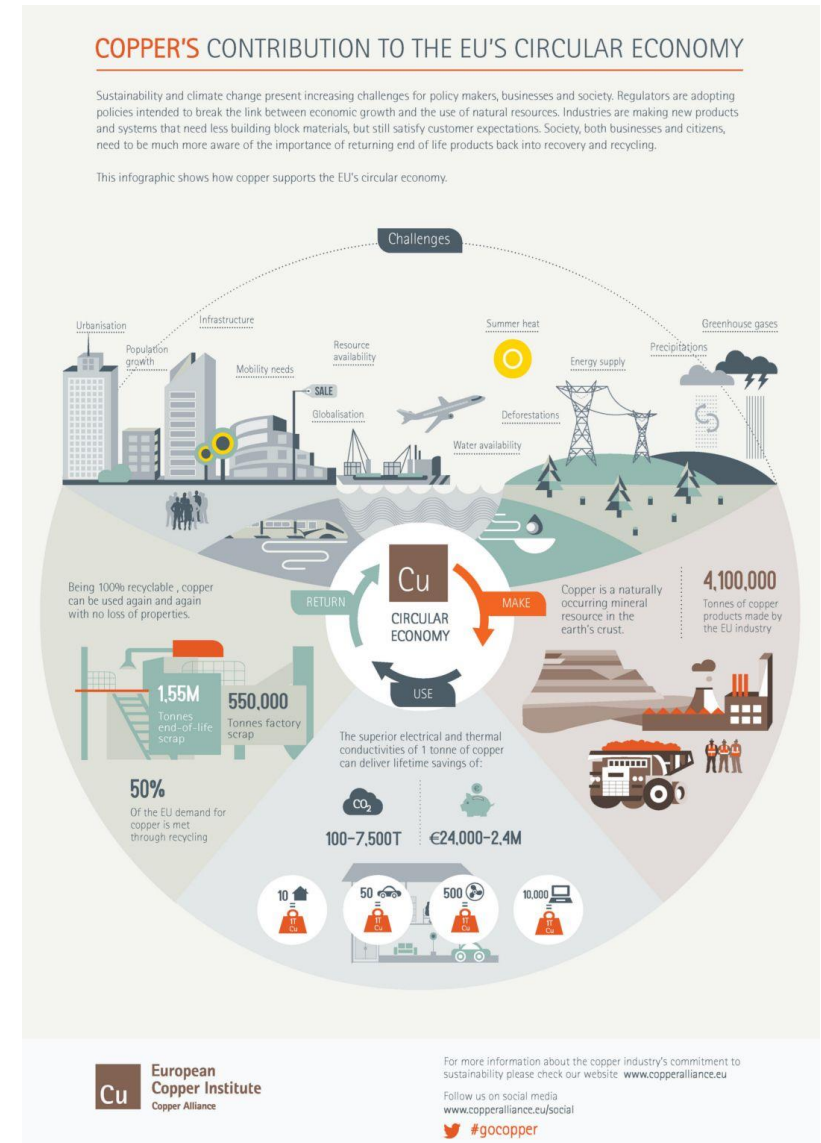 COPPER'S CONTRIBUTION TO THE EU'S CIRCULAR ECONOMY
Sustainability and climate change present increasing challenges for policy makers, businesses and society. Regulators are adopting
policies intended to break the link between economic growth and the use of natural resources. Industries are making new products
and systems that need less building block materials, but still satisfy customer expectations. Society, both businesses and citizens,
need to be much more aware of the importance of returning end of life products back into recovery and recycling.
This infographic shows how copper supports the EU's circular economy.
Challenges
Urbanisation
Population
growth
Infrastructure
Mobility needs
Resource
availability
SALE
Globalisation
Summer heat
Water availability
Deforestations
Energy supply
Precipitations
Greenhouse gases
Cu
CIRCULAR
ECONOMY
RETURN
MAKE
USE
Being 100% recyclable , copper
can be used again and again
with no loss of properties.
1,55M
Tonnes
end-of-life
scrap
550,000
Tonnes factory
scrap
50%
Of the EU demand for
copper is met
through recycling
Copper is a naturally
occurring mineral
resource in the
earth's crust.
4,100,000
Tonnes of copper
products made by
the EU industry
The superior electrical and thermal
conductivities of 1 tonne of copper
can deliver lifetime savings of:
CO2
100-7,500T
€
€24,000-2,4M
10
=
1T
Cu
50
=
1T
Cu
500
=
1T
Cu
10,000
=
1T
Cu
Cu
European
Copper Institute
Copper Alliance
For more information about the copper industry's commitment to
sustainability please check our website www.copperalliance.eu
Follow us on social media
www.copperalliance.eu/social
#gocopper